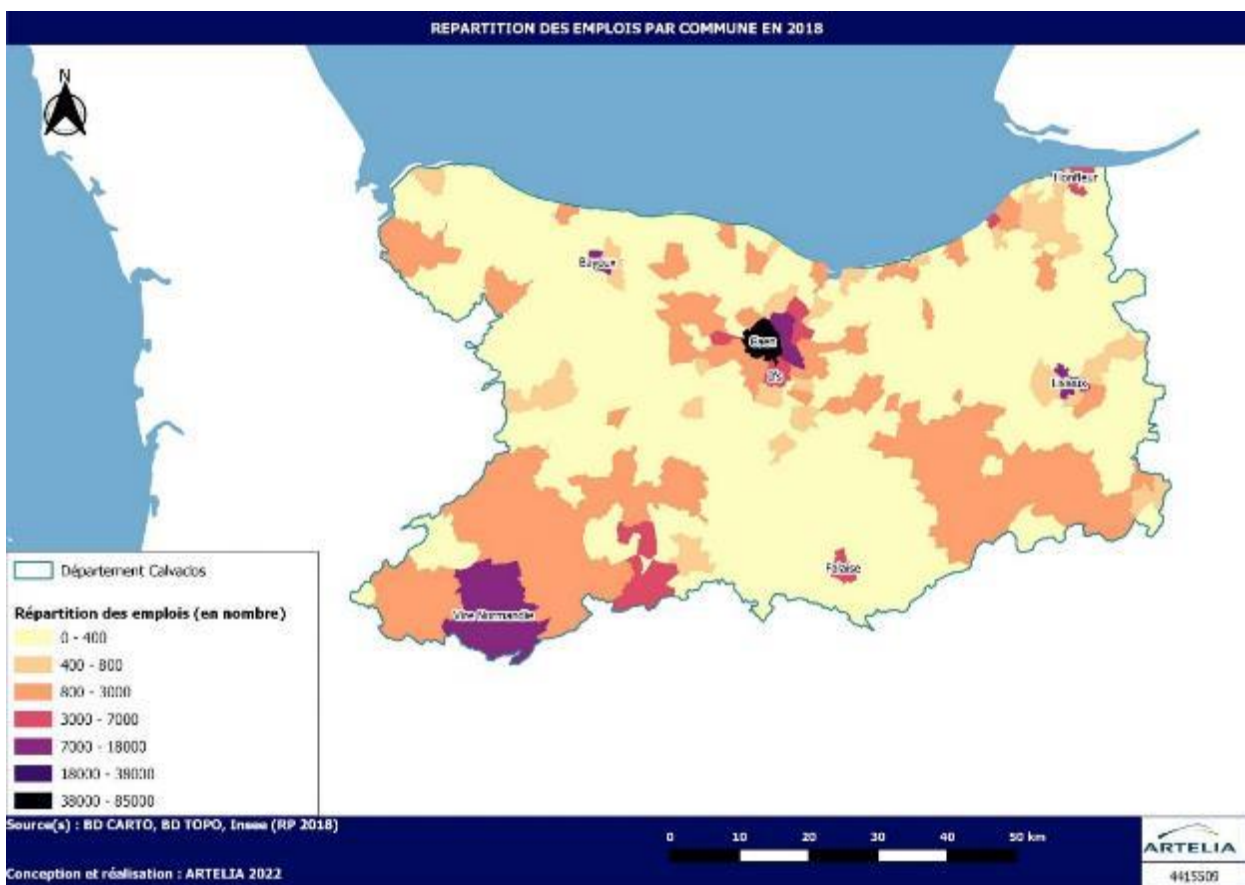 REPARTITION DES EMPLOIS PAR COMMUNE EN 2018
N
Honfleur
Bayeux
Caen
Ifs
Lisieux
Falaise
Vire Normandie
Département Calvados
Répartition des emplois (en nombre)
0 - 400
400 - 800
800 - 3000
3000 - 7000
7000 - 18000
18000 - 38000
38000 - 85000
Source(s) : BD CARTO, BD TOPO, Insee (RP 2018)
0 10 20 30 40 50 km
Conception et réalisation : ARTELIA 2022
ARTELIA
4415509